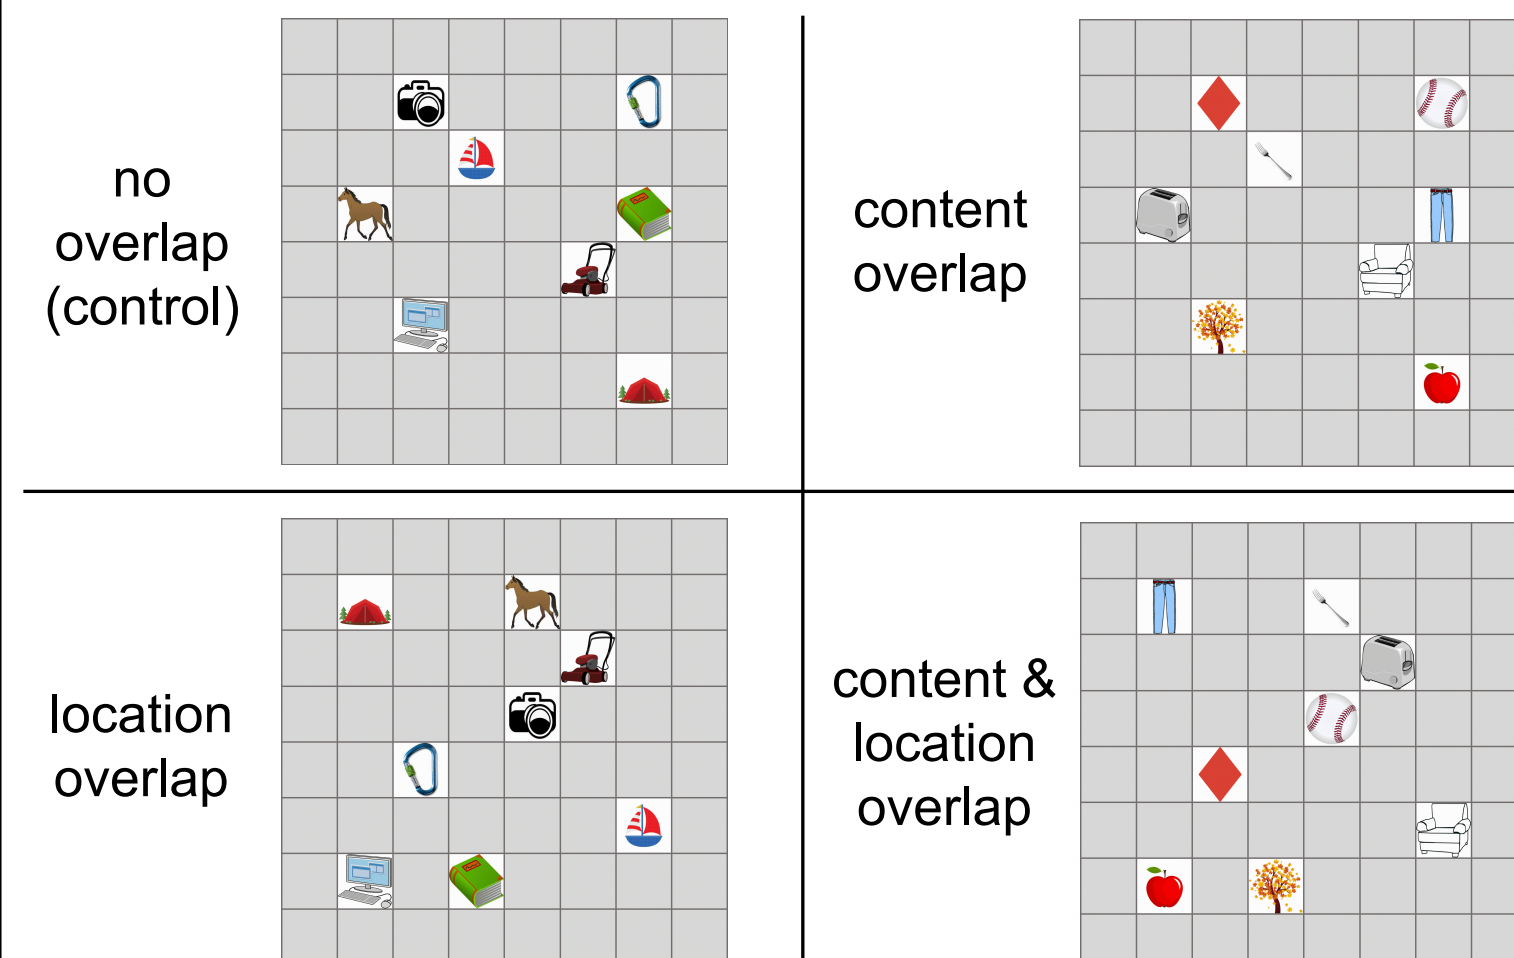 no
overlap
(control)
content
overlap
location
overlap
content &
location
overlap